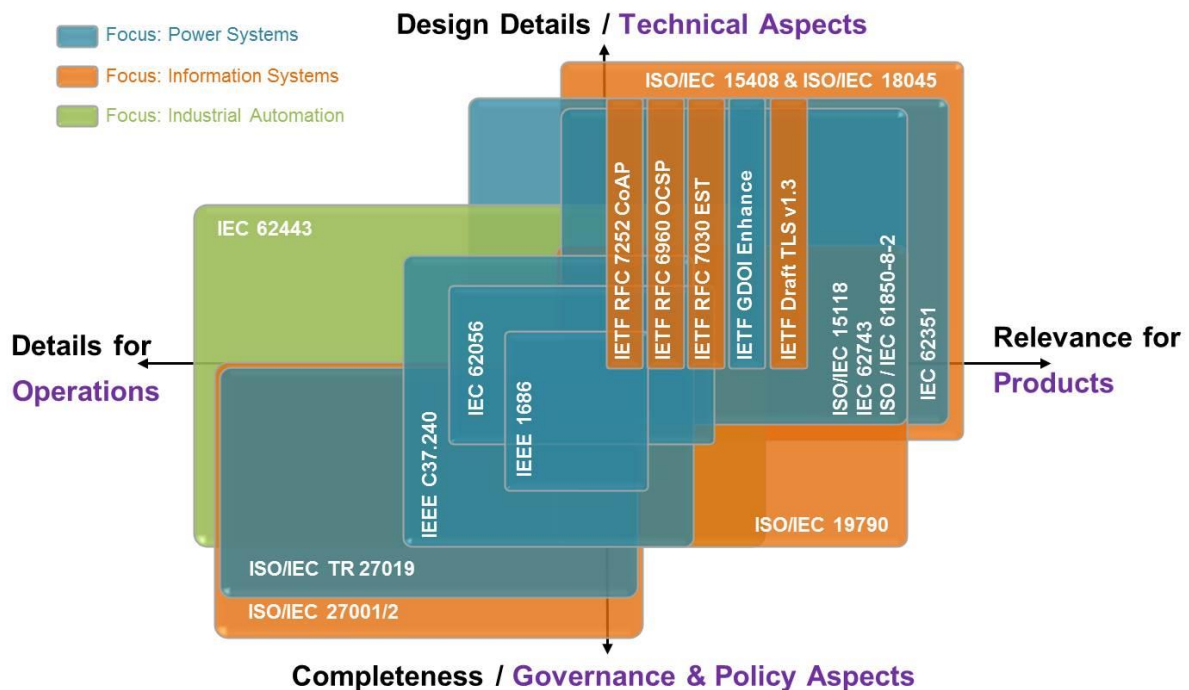 Design Details / Technical Aspects
Focus: Power Systems
Focus: Information Systems
Focus: Industrial Automation
ISO/IEC 15408 & ISO/IEC 18045
IETF RFC 7252 CoAP
IETF RFC 6960 OCSP
IETF RFC 7030 EST
IETF GDOI Enhance
IETF Draft TLS v1.3
IEC 62443
ISO/IEC 15118
IEC 62743
ISO / IEC 61850-8-2
IEC 62351
Details for
Operations
Relevance for
Products
IEC 62056
IEEE 1686
IEEE C37.240
ISO/IEC 19790
ISO/IEC TR 27019
ISO/IEC 27001/2
Completeness / Governance & Policy Aspects